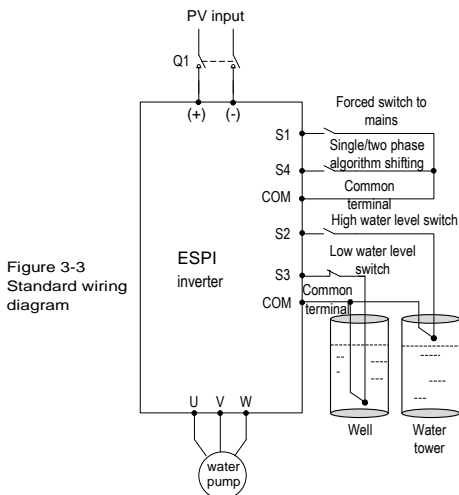 PV input
Q1
(+) (-)
Forced switch to
mains
S1
Single/two phase
algorithm shifting
S4
Common
terminal
COM
High water level switch
S2
Low water level
switch
S3
Common
terminal
COM
ESPI
inverter
Figure 3-3
Standard wiring
diagram
U V W
water
pump
Well
Water
tower